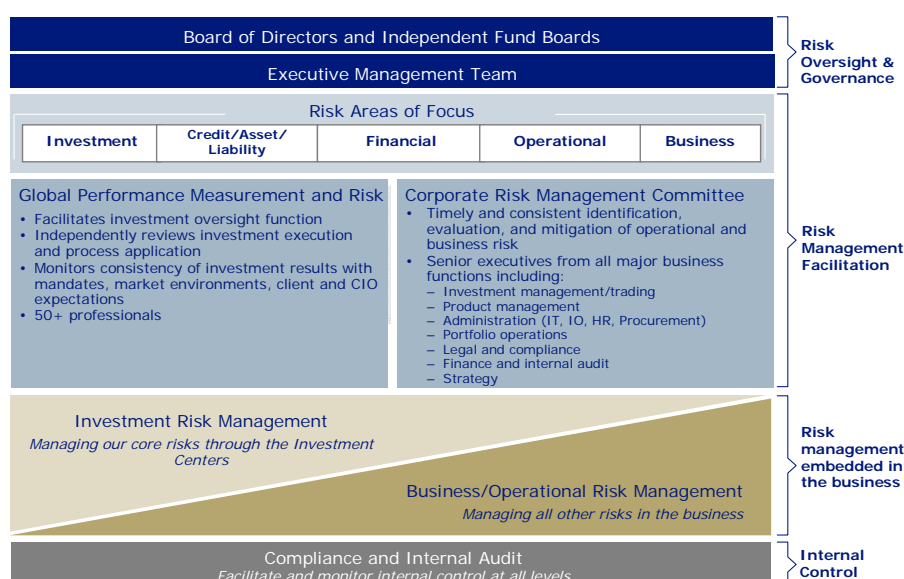 Board of Directors and Independent Fund Boards
Executive Management Team
Risk
Oversight &
Governance
Risk Areas of Focus
Investment
Credit/Asset/
Liability
Financial
Operational
Business
Global Performance Measurement and Risk
• Facilitates investment oversight function
• Independently reviews investment execution
and process application
• Monitors consistency of investment results with
mandates, market environments, client and CIO
expectations
• 50+ professionals
Corporate Risk Management Committee
• Timely and consistent identification,
evaluation, and mitigation of operational and
business risk
• Senior executives from all major business
functions including:
– Investment management/trading
– Product management
– Administration (IT, IO, HR, Procurement)
– Portfolio operations
– Legal and compliance
– Finance and internal audit
– Strategy
Risk
Management
Facilitation
Investment Risk Management
Managing our core risks through the Investment
Centers
Business/Operational Risk Management
Managing all other risks in the business
Risk
management
embedded in
the business
Compliance and Internal Audit
Facilitate and monitor internal control at all levels
Internal
Control